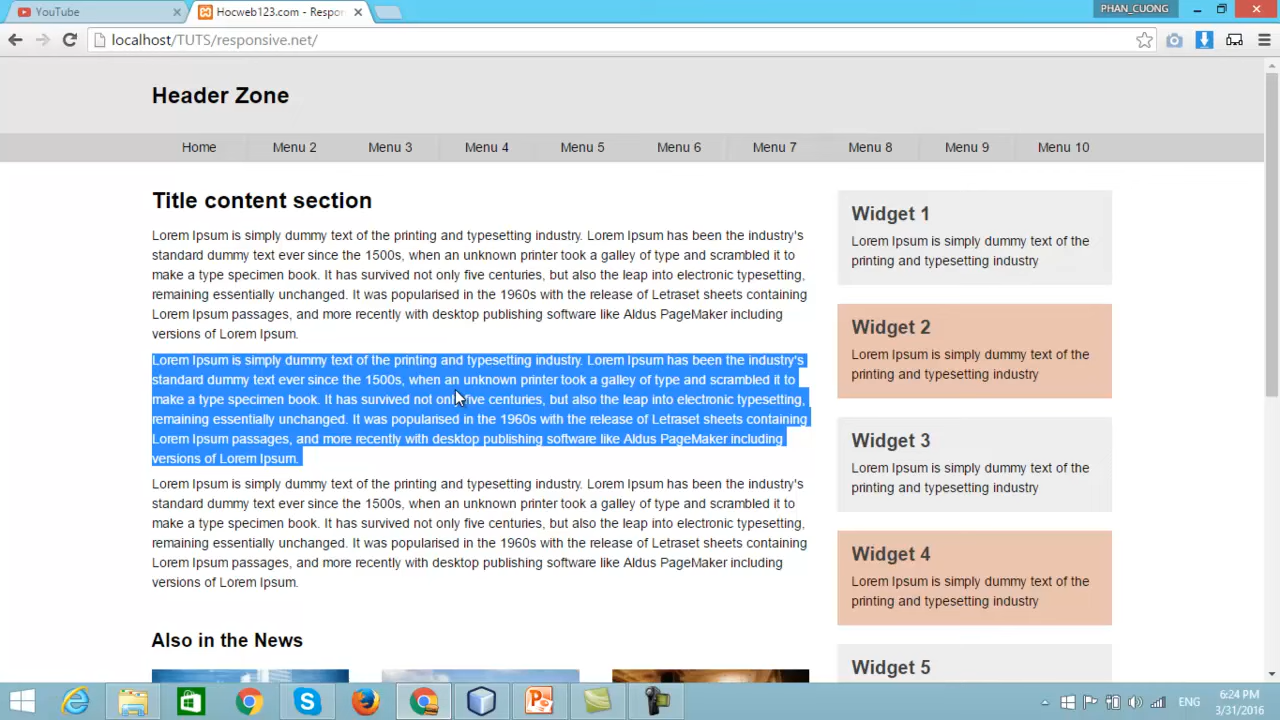 YouTube
Hocweb123.com - Respon
PHAN_CUONG
localhost/TUTS/responsive.net/
Header Zone
Home Menu 2 Menu 3 Menu 4 Menu 5 Menu 6 Menu 7 Menu 8 Menu 9 Menu 10
Title content section
Lorem Ipsum is simply dummy text of the printing and typesetting industry. Lorem Ipsum has been the industry's
standard dummy text ever since the 1500s, when an unknown printer took a galley of type and scrambled it to
make a type specimen book. It has survived not only five centuries, but also the leap into electronic typesetting,
remaining essentially unchanged. It was popularised in the 1960s with the release of Letraset sheets containing
Lorem Ipsum passages, and more recently with desktop publishing software like Aldus PageMaker including
versions of Lorem Ipsum.
Lorem Ipsum is simply dummy text of the printing and typesetting industry. Lorem Ipsum has been the industry's
standard dummy text ever since the 1500s, when an unknown printer took a galley of type and scrambled it to
make a type specimen book. It has survived not only five centuries, but also the leap into electronic typesetting,
remaining essentially unchanged. It was popularised in the 1960s with the release of Letraset sheets containing
Lorem Ipsum passages, and more recently with desktop publishing software like Aldus PageMaker including
versions of Lorem Ipsum.
Lorem Ipsum is simply dummy text of the printing and typesetting industry. Lorem Ipsum has been the industry's
standard dummy text ever since the 1500s, when an unknown printer took a galley of type and scrambled it to
make a type specimen book. It has survived not only five centuries, but also the leap into electronic typesetting,
remaining essentially unchanged. It was popularised in the 1960s with the release of Letraset sheets containing
Lorem Ipsum passages, and more recently with desktop publishing software like Aldus PageMaker including
versions of Lorem Ipsum.
Also in the News
Widget 1
Lorem Ipsum is simply dummy text of the
printing and typesetting industry
Widget 2
Lorem Ipsum is simply dummy text of the
printing and typesetting industry
Widget 3
Lorem Ipsum is simply dummy text of the
printing and typesetting industry
Widget 4
Lorem Ipsum is simply dummy text of the
printing and typesetting industry
Widget 5
ENG
6:24 PM
3/31/2016